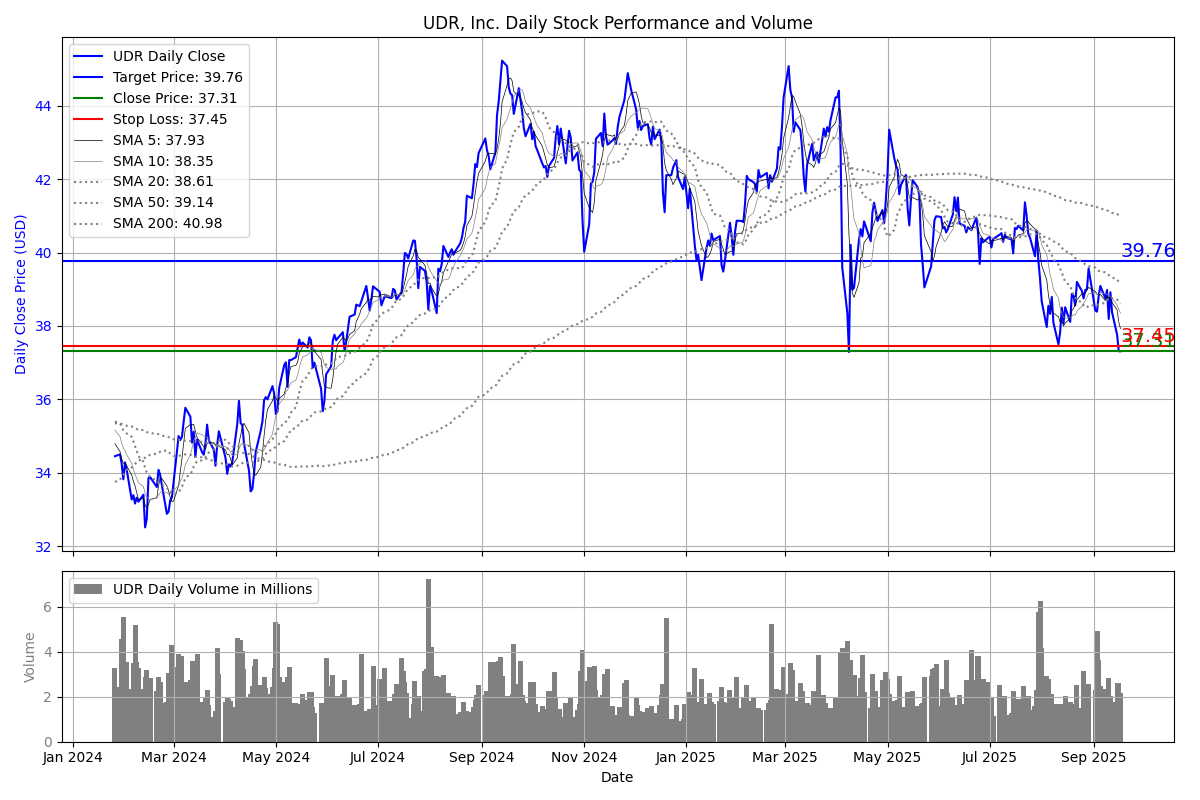 UDR, Inc. Daily Stock Performance and Volume
UDR Daily Close
Target Price: 39.76
Close Price: 37.31
Stop Loss: 37.45
SMA 5: 37.93
SMA 10: 38.35
SMA 20: 38.61
SMA 50: 39.14
SMA 200: 40.98
Daily Close Price (USD)
44
42
40
38
36
34
32
39.76
37.45
37.31
UDR Daily Volume in Millions
Volume
6
4
2
0
Jan 2024 Mar 2024 May 2024 Jul 2024 Sep 2024 Nov 2024 Jan 2025 Mar 2025 May 2025 Jul 2025 Sep 2025
Date